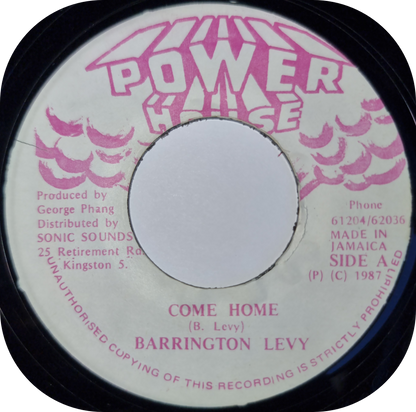 POWER
HOUSE
Produced by
George Phang
Distributed by
SONIC SOUNDS
25 Retirement Rd
Kingston 5.
Phone
61204/62036
MADE IN
JAMAICA
SIDE A
(P) (C) 1987
COME HOME
(B. Levy)
BARRINGTON LEVY
UNAUTHORISED COPYING OF THIS RECORDING IS STRICTLY PROHIBITED